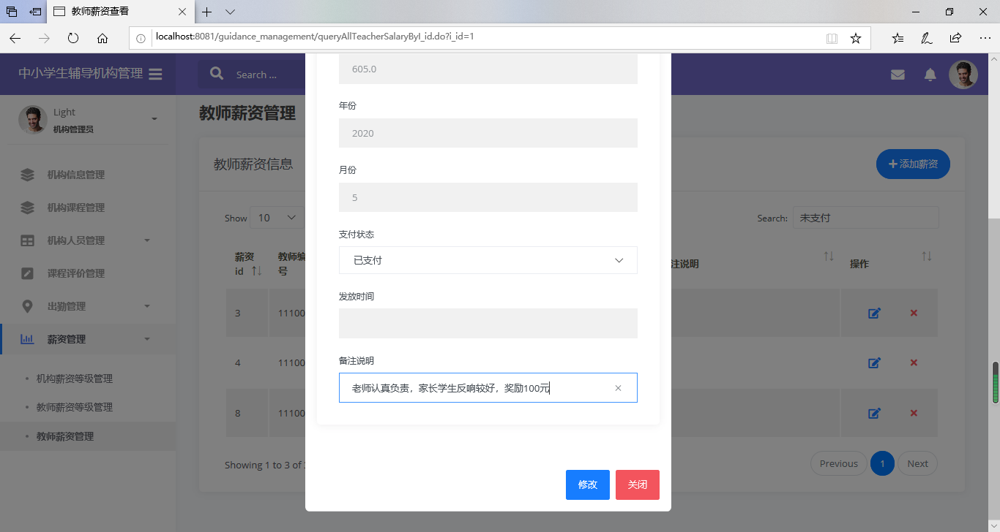 教师薪资查看
localhost:8081/guidance_management/queryAllTeacherSalaryByI_id.do?i_id=1
中小学生辅导机构管理
Search ...
Light
机构管理员
机构信息管理
机构课程管理
机构人员管理
课程评价管理
出勤管理
薪资管理
机构薪资等级管理
教师等级管理
教师薪资管理
教师薪资管理
教师薪资信息
添加薪资
Show 10
Search: 未支付
薪资 id
教师编号
注说明
操作
3 11100
4 11100
8 11100
Showing 1 to 3 of
Previous 1 Next
605.0
年份
2020
月份
5
支付状态
已支付
发放时间
备注说明
老师认真负责，家长学生反响较好，奖励100元
修改 关闭